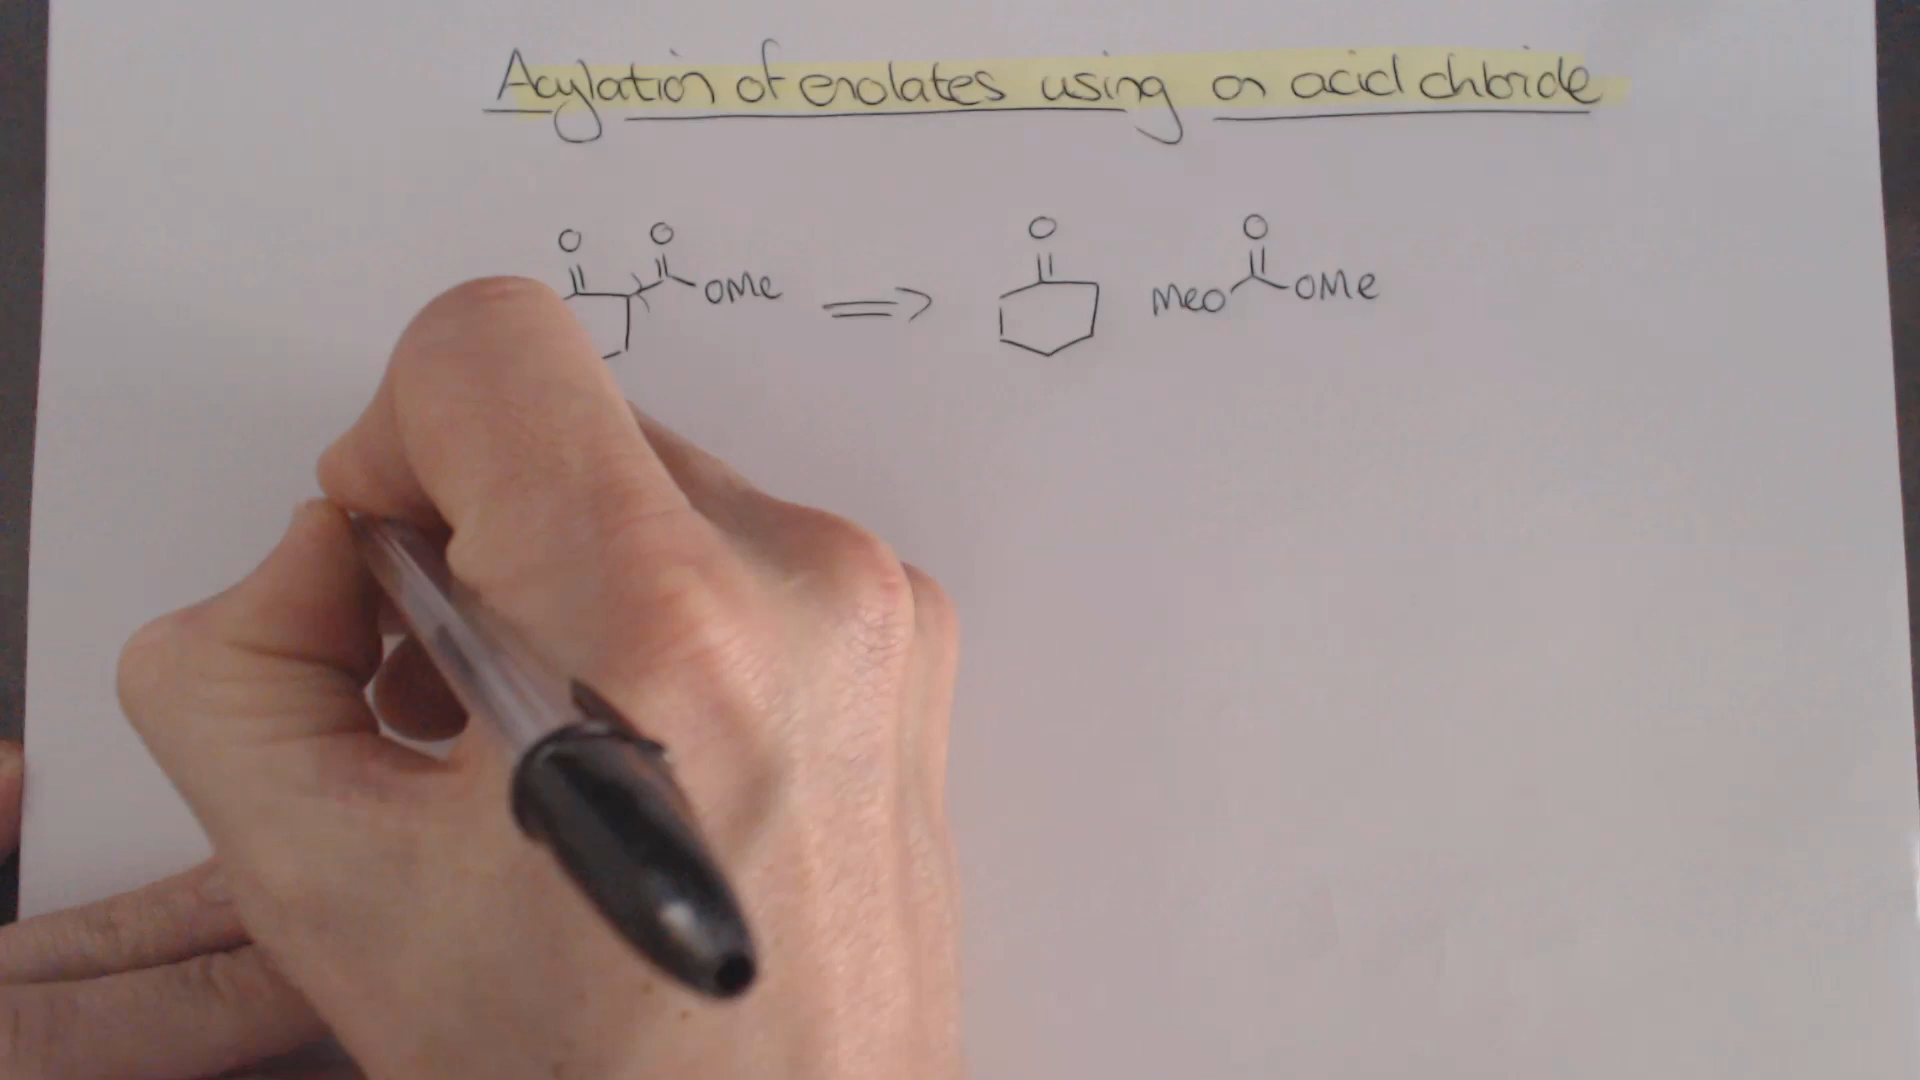 Acylation of enolates using an acid chloride
O O O O
OMe MeO OMe